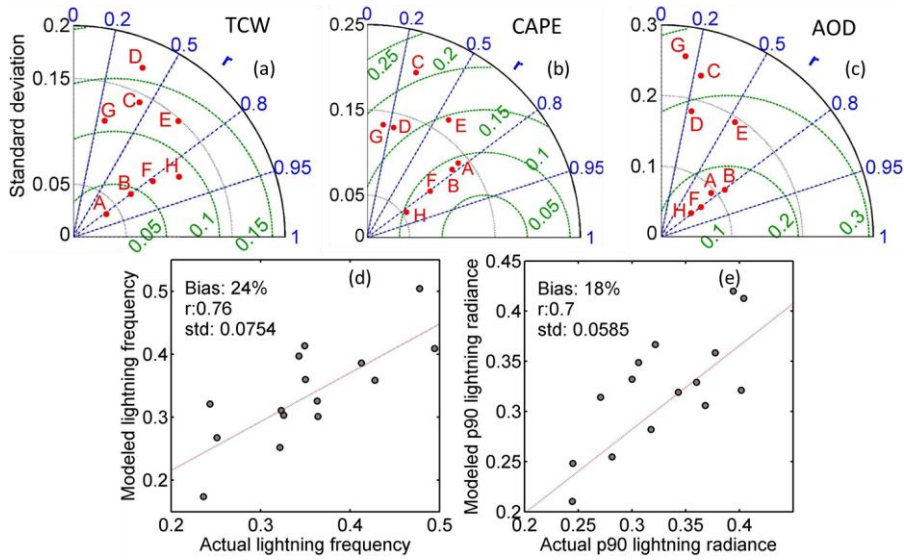 TCW
CAPE
AOD
(a)
(b)
(c)
Standard deviation
0.2
0.15
0.05
0
0
0.2
0.5
r
0.8
0.95
1
0.05
0.1
0.15
A
B
C
D
E
F
G
H
0.25
0.15
0.05
0
0
0.2
0.5
r
0.8
0.95
1
0.25
0.2
0.15
0.1
0.05
A
B
C
D
E
F
G
H
0.3
0.2
0.1
0
0
0.2
0.5
r
0.8
0.95
1
0.1
0.2
0.3
A
B
C
D
E
F
G
H
(d)
Bias: 24%
r:0.76
std: 0.0754
Modeled lightning frequency
0.5
0.4
0.3
0.2
0.2
0.3
0.4
0.5
Actual lightning frequency
(e)
Bias: 18%
r:0.7
std: 0.0585
Modeled p90 lightning radiance
0.45
0.4
0.35
0.3
0.25
0.2
0.2
0.25
0.3
0.35
0.4
Actual p90 lightning radiance